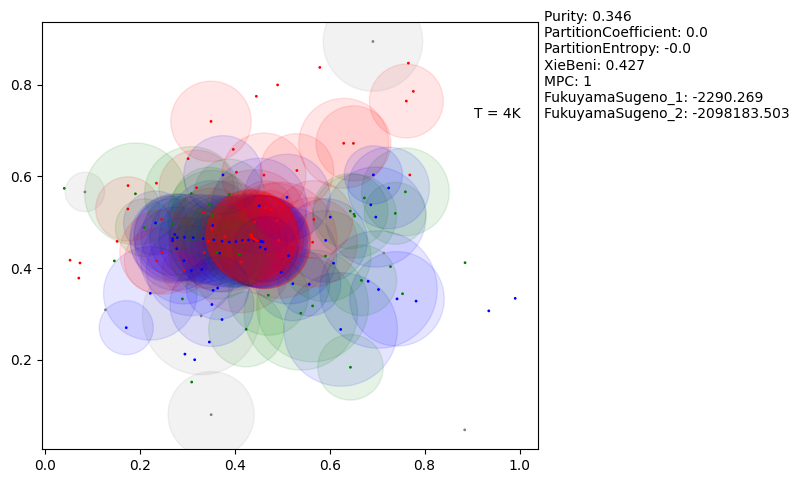 Purity: 0.346
PartitionCoefficient: 0.0
PartitionEntropy: -0.0
XieBeni: 0.427
MPC: 1
FukuyamaSugeno_1: -2290.269
FukuyamaSugeno_2: -2098183.503
T = 4K
0.8
0.6
0.4
0.2
0.0 0.2 0.4 0.6 0.8 1.0